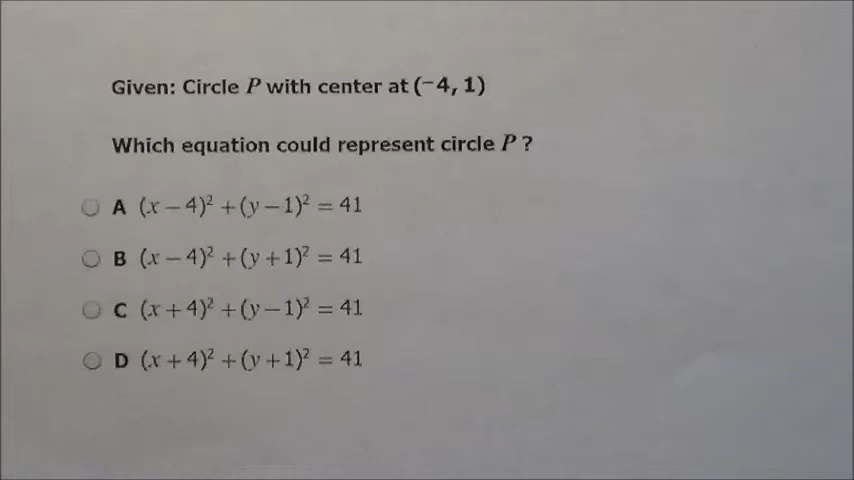 Given: Circle P with center at (−4, 1)
Which equation could represent circle P ?
A (x − 4)² + (y − 1)² = 41
B (x − 4)² + (y + 1)² = 41
C (x + 4)² + (y − 1)² = 41
D (x + 4)² + (y + 1)² = 41